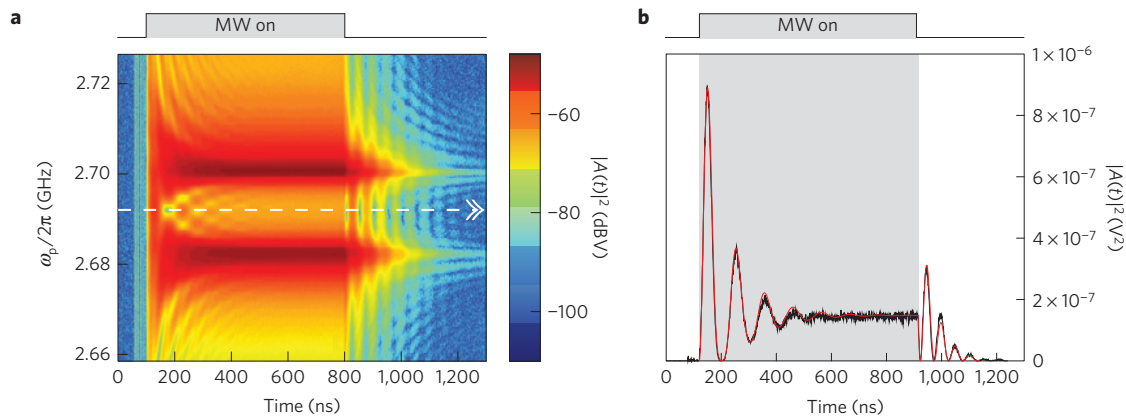 a
MW on
ω_p/2π (GHz)
2.72
2.70
2.68
2.66
0 200 400 600 800 1,000 1,200
Time (ns)
−60
−80
−100
|A(t)|² (dBV)
b
MW on
1 × 10⁻⁶
8 × 10⁻⁷
6 × 10⁻⁷
4 × 10⁻⁷
2 × 10⁻⁷
0
|A(t)|² (V²)
0 200 400 600 800 1,000 1,200
Time (ns)